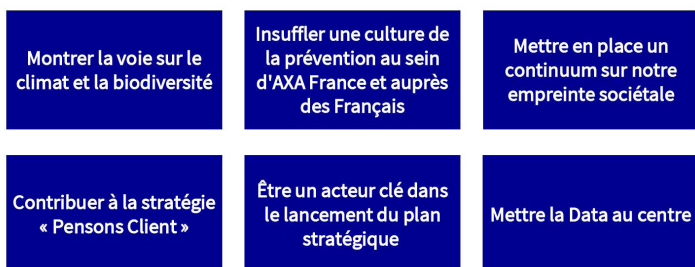 Montrer la voie sur le
climat et la biodiversité
Insuffler une culture de
la prévention au sein
d'AXA France et auprès
des Français
Mettre en place un
continuum sur notre
empreinte sociétale
Contribuer à la stratégie
« Pensons Client »
Être un acteur clé dans
le lancement du plan
stratégique
Mettre la Data au centre